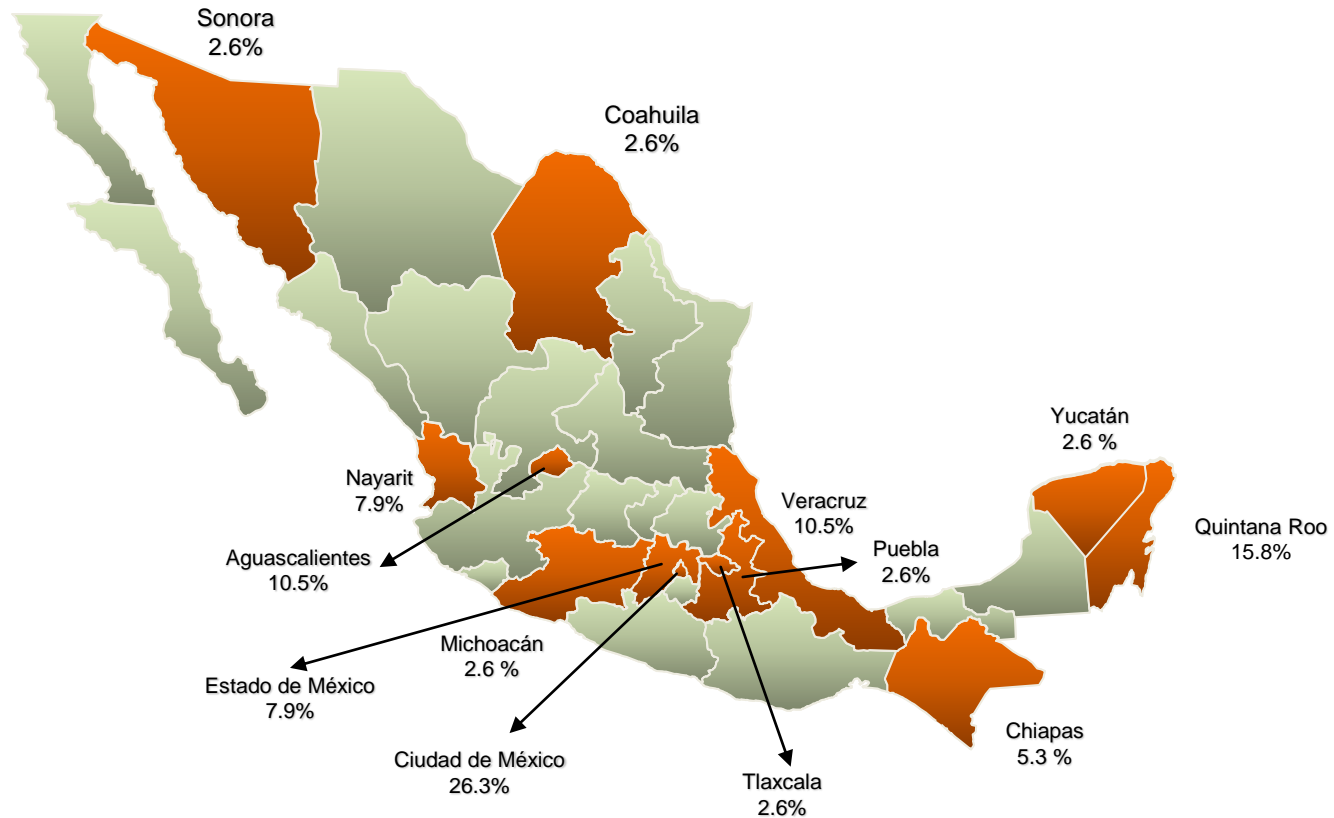 Sonora
2.6%
Coahuila
2.6%
Yucatán
2.6 %
Nayarit
7.9%
Veracruz
10.5%
Quintana Roo
15.8%
Aguascalientes
10.5%
Puebla
2.6%
Michoacán
2.6 %
Estado de México
7.9%
Chiapas
5.3 %
Ciudad de México
26.3%
Tlaxcala
2.6%